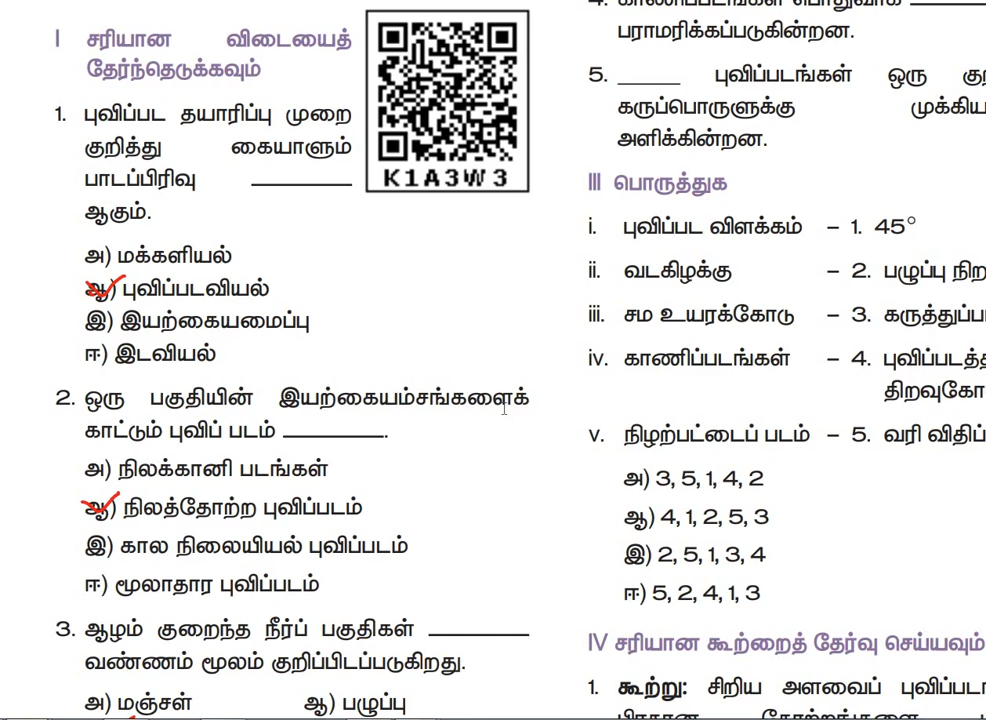 I சரியான விடையைத்
தேர்ந்தெடுக்கவும்
K1A3W3
1. புவிப்பட தயாரிப்பு முறை
குறித்து கையாளும்
பாடப்பிரிவு ________
ஆகும்.
அ) மக்களியல்
ஆ) புவிப்படவியல்
இ) இயற்கையமைப்பு
ஈ) இடவியல்
2. ஒரு பகுதியின் இயற்கையம்சங்களைக்
காட்டும் புவிப் படம் ________.
அ) நிலக்கானி படங்கள்
ஆ) நிலத்தோற்ற புவிப்படம்
இ) கால நிலையியல் புவிப்படம்
ஈ) மூலாதார புவிப்படம்
3. ஆழம் குறைந்த நீர்ப் பகுதிகள் ________
வண்ணம் மூலம் குறிப்பிடப்படுகிறது.
அ) மஞ்சள் ஆ) பழுப்பு
4. காணிப்படங்கள் பொதுவாக ________
பராமரிக்கப்படுகின்றன.
5. ______ புவிப்படங்கள் ஒரு
கருப்பொருளுக்கு
அளிக்கின்றன.
III பொருத்துக
i. புவிப்பட விளக்கம் – 1. 45°
ii. வடகிழக்கு – 2. பழுப்பு
iii. சம உயரக்கோடு – 3.
iv. காணிப்படங்கள் – 4.
v. நிழற்பட்டைப் படம் – 5. வரி
அ) 3, 5, 1, 4, 2
ஆ) 4, 1, 2, 5, 3
இ) 2, 5, 1, 3, 4
ஈ) 5, 2, 4, 1, 3
IV சரியான கூற்றைத் தேர்வு செய்யவும்
1. கூற்று: சிறிய அளவைப்